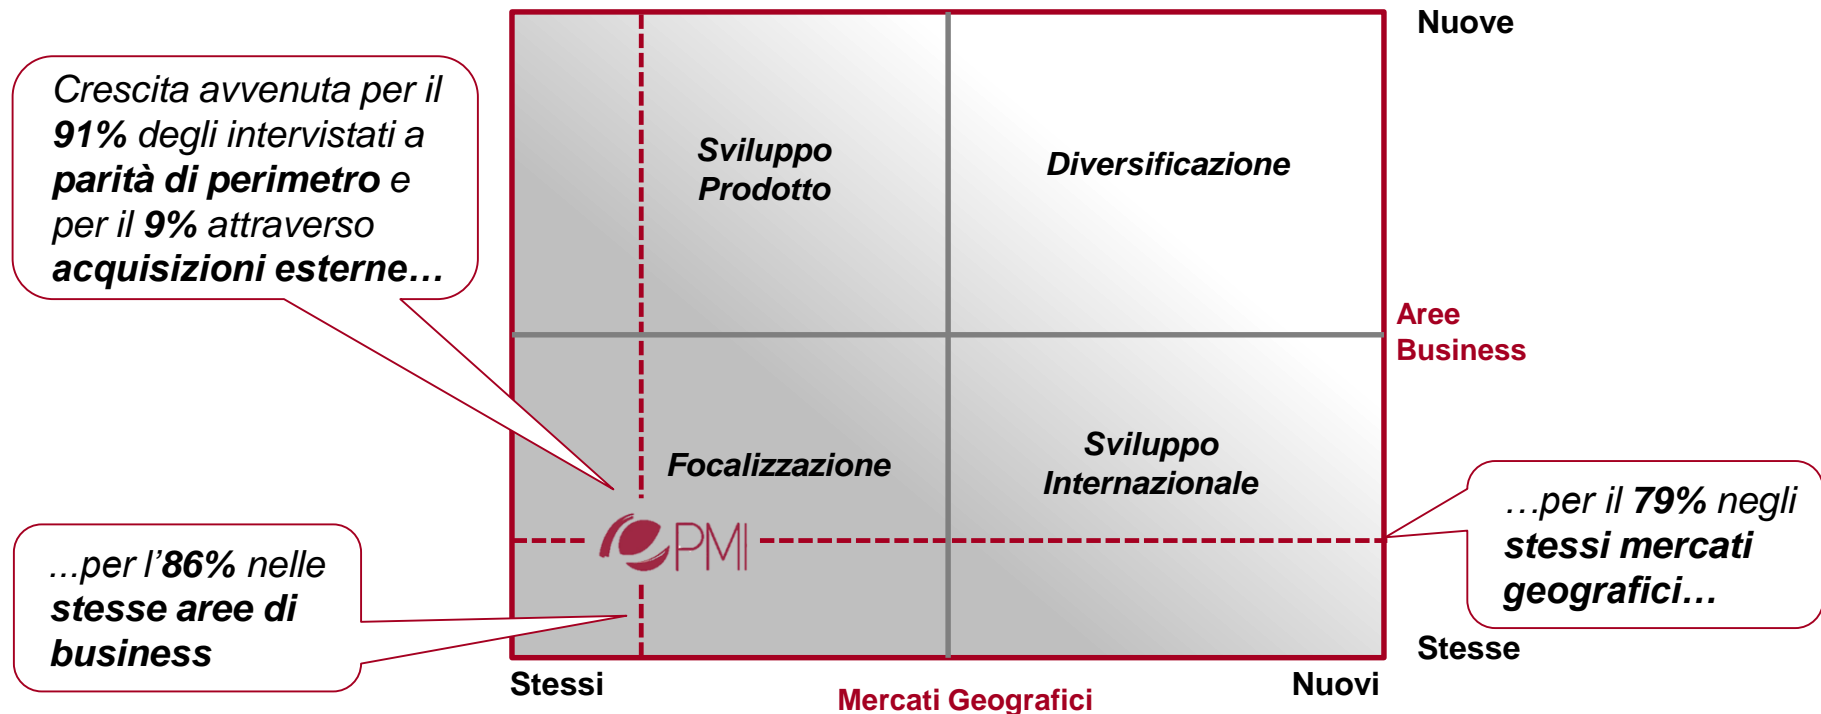 Nuove
Crescita avvenuta per il
91% degli intervistati a
parità di perimetro e
per il 9% attraverso
acquisizioni esterne…
Sviluppo
Prodotto
Diversificazione
Aree
Business
Focalizzazione
Sviluppo
Internazionale
PMI
...per l’86% nelle
stesse aree di
business
…per il 79% negli
stessi mercati
geografici…
Stesse
Stessi
Nuovi
Mercati Geografici